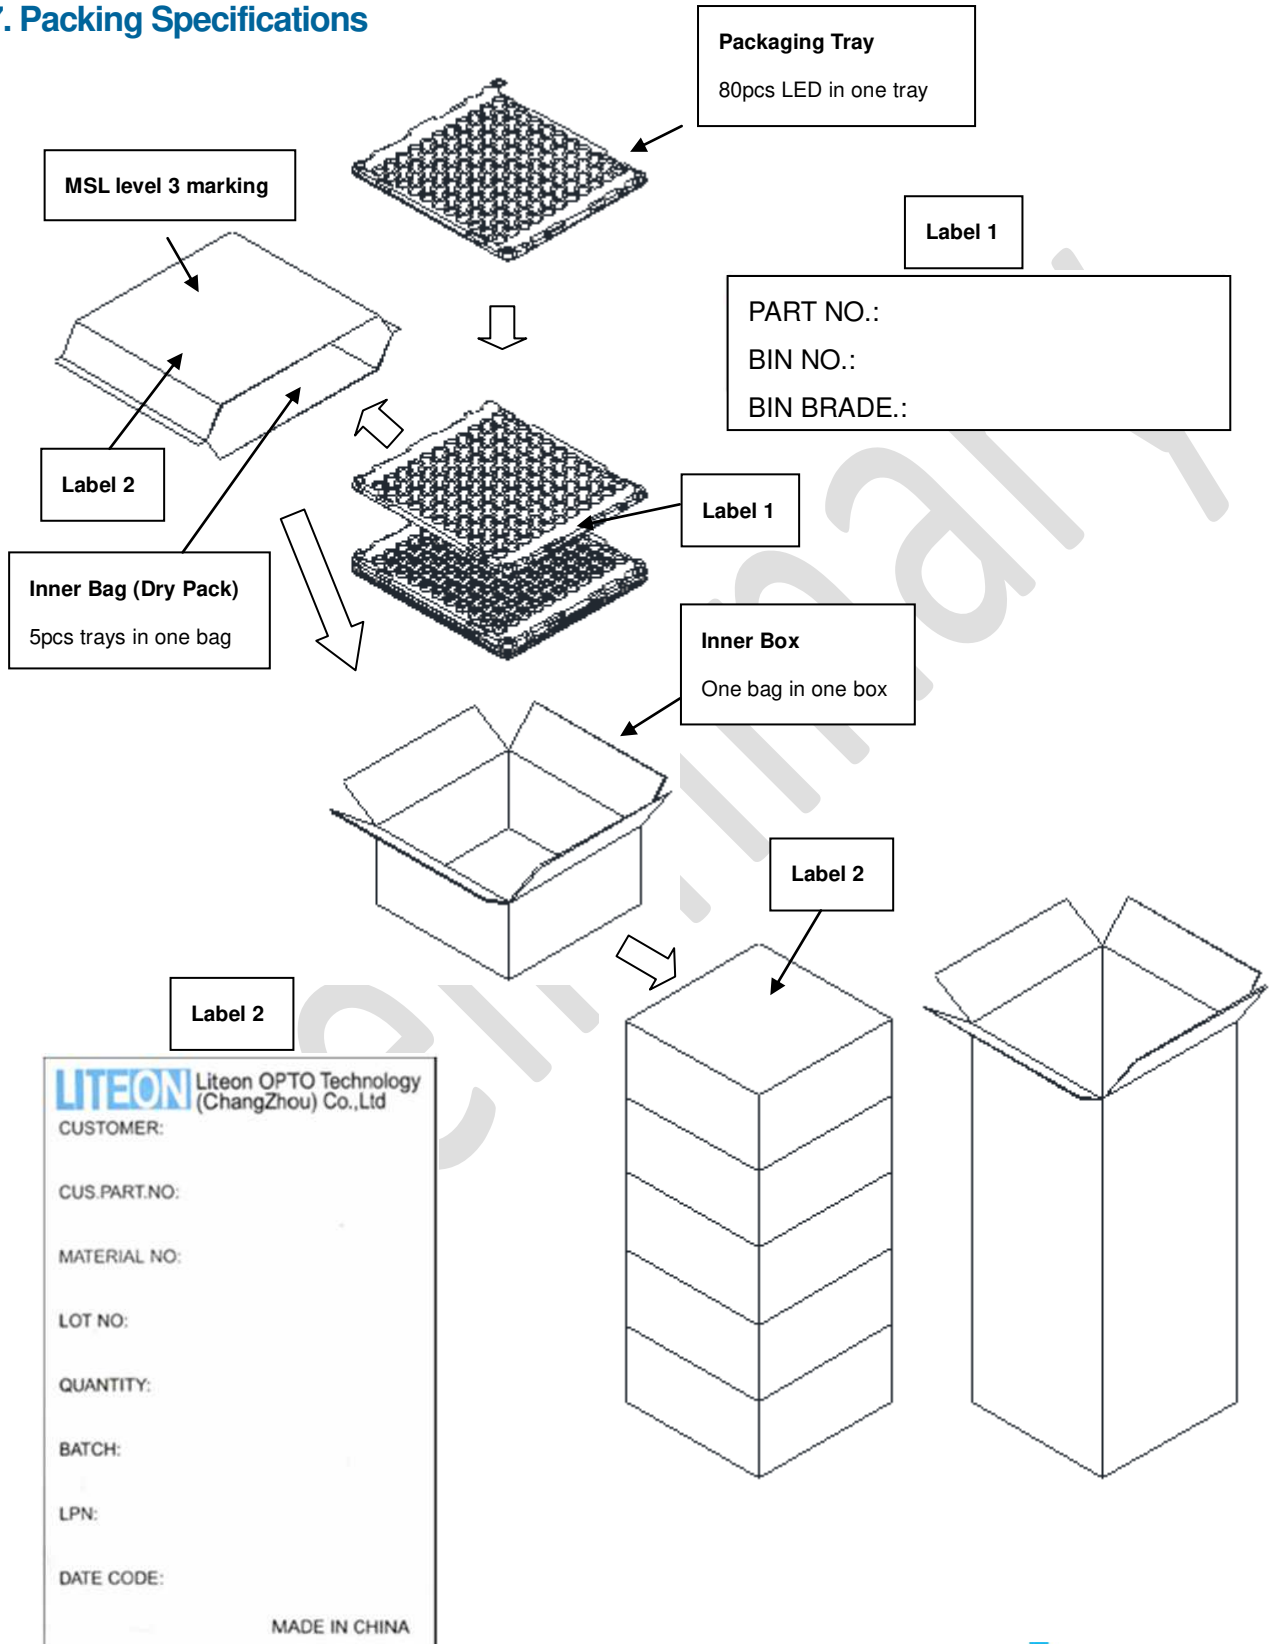 7. Packing Specifications
Packaging Tray
80pcs LED in one tray
MSL level 3 marking
Label 1
PART NO.:
BIN NO.:
BIN BRADE.:
Label 2
Label 1
Inner Bag (Dry Pack)
5pcs trays in one bag
Inner Box
One bag in one box
Label 2
Label 2
LITEON Liteon OPTO Technology
(ChangZhou) Co.,Ltd
CUSTOMER:
CUS.PART.NO:
MATERIAL NO:
LOT NO:
QUANTITY:
BATCH:
LPN:
DATE CODE:
MADE IN CHINA